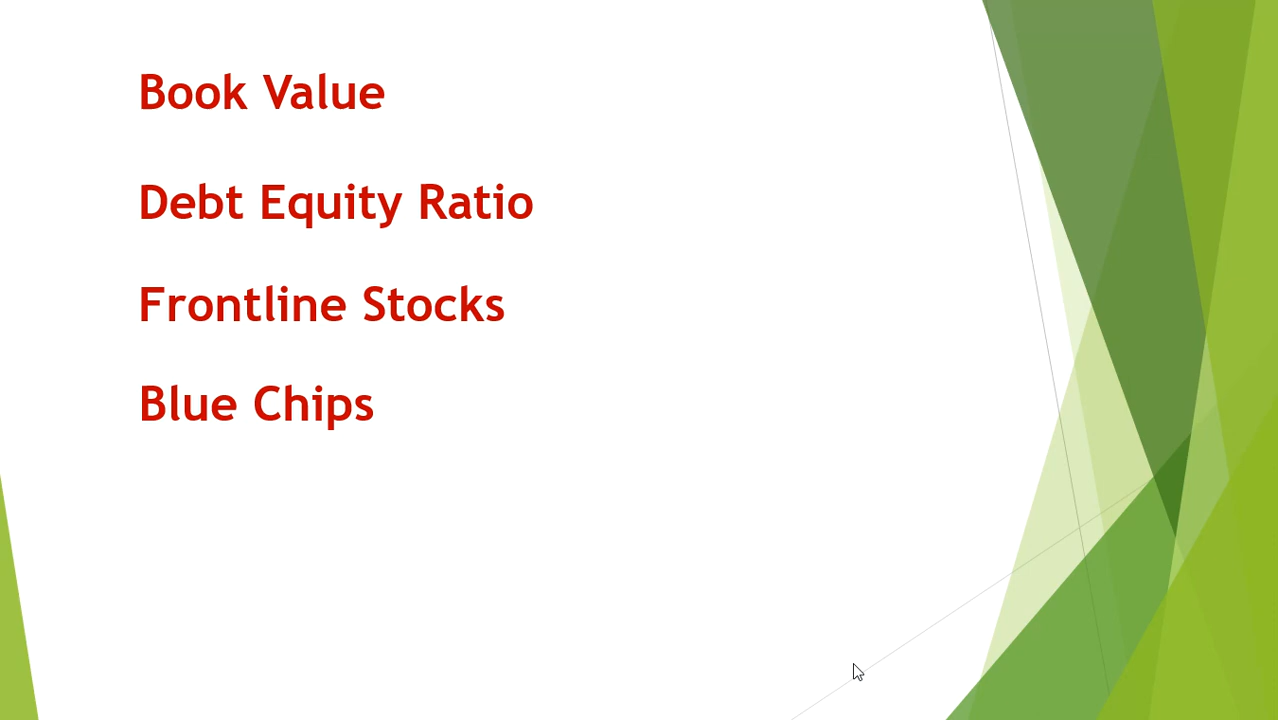 Book Value
Debt Equity Ratio
Frontline Stocks
Blue Chips